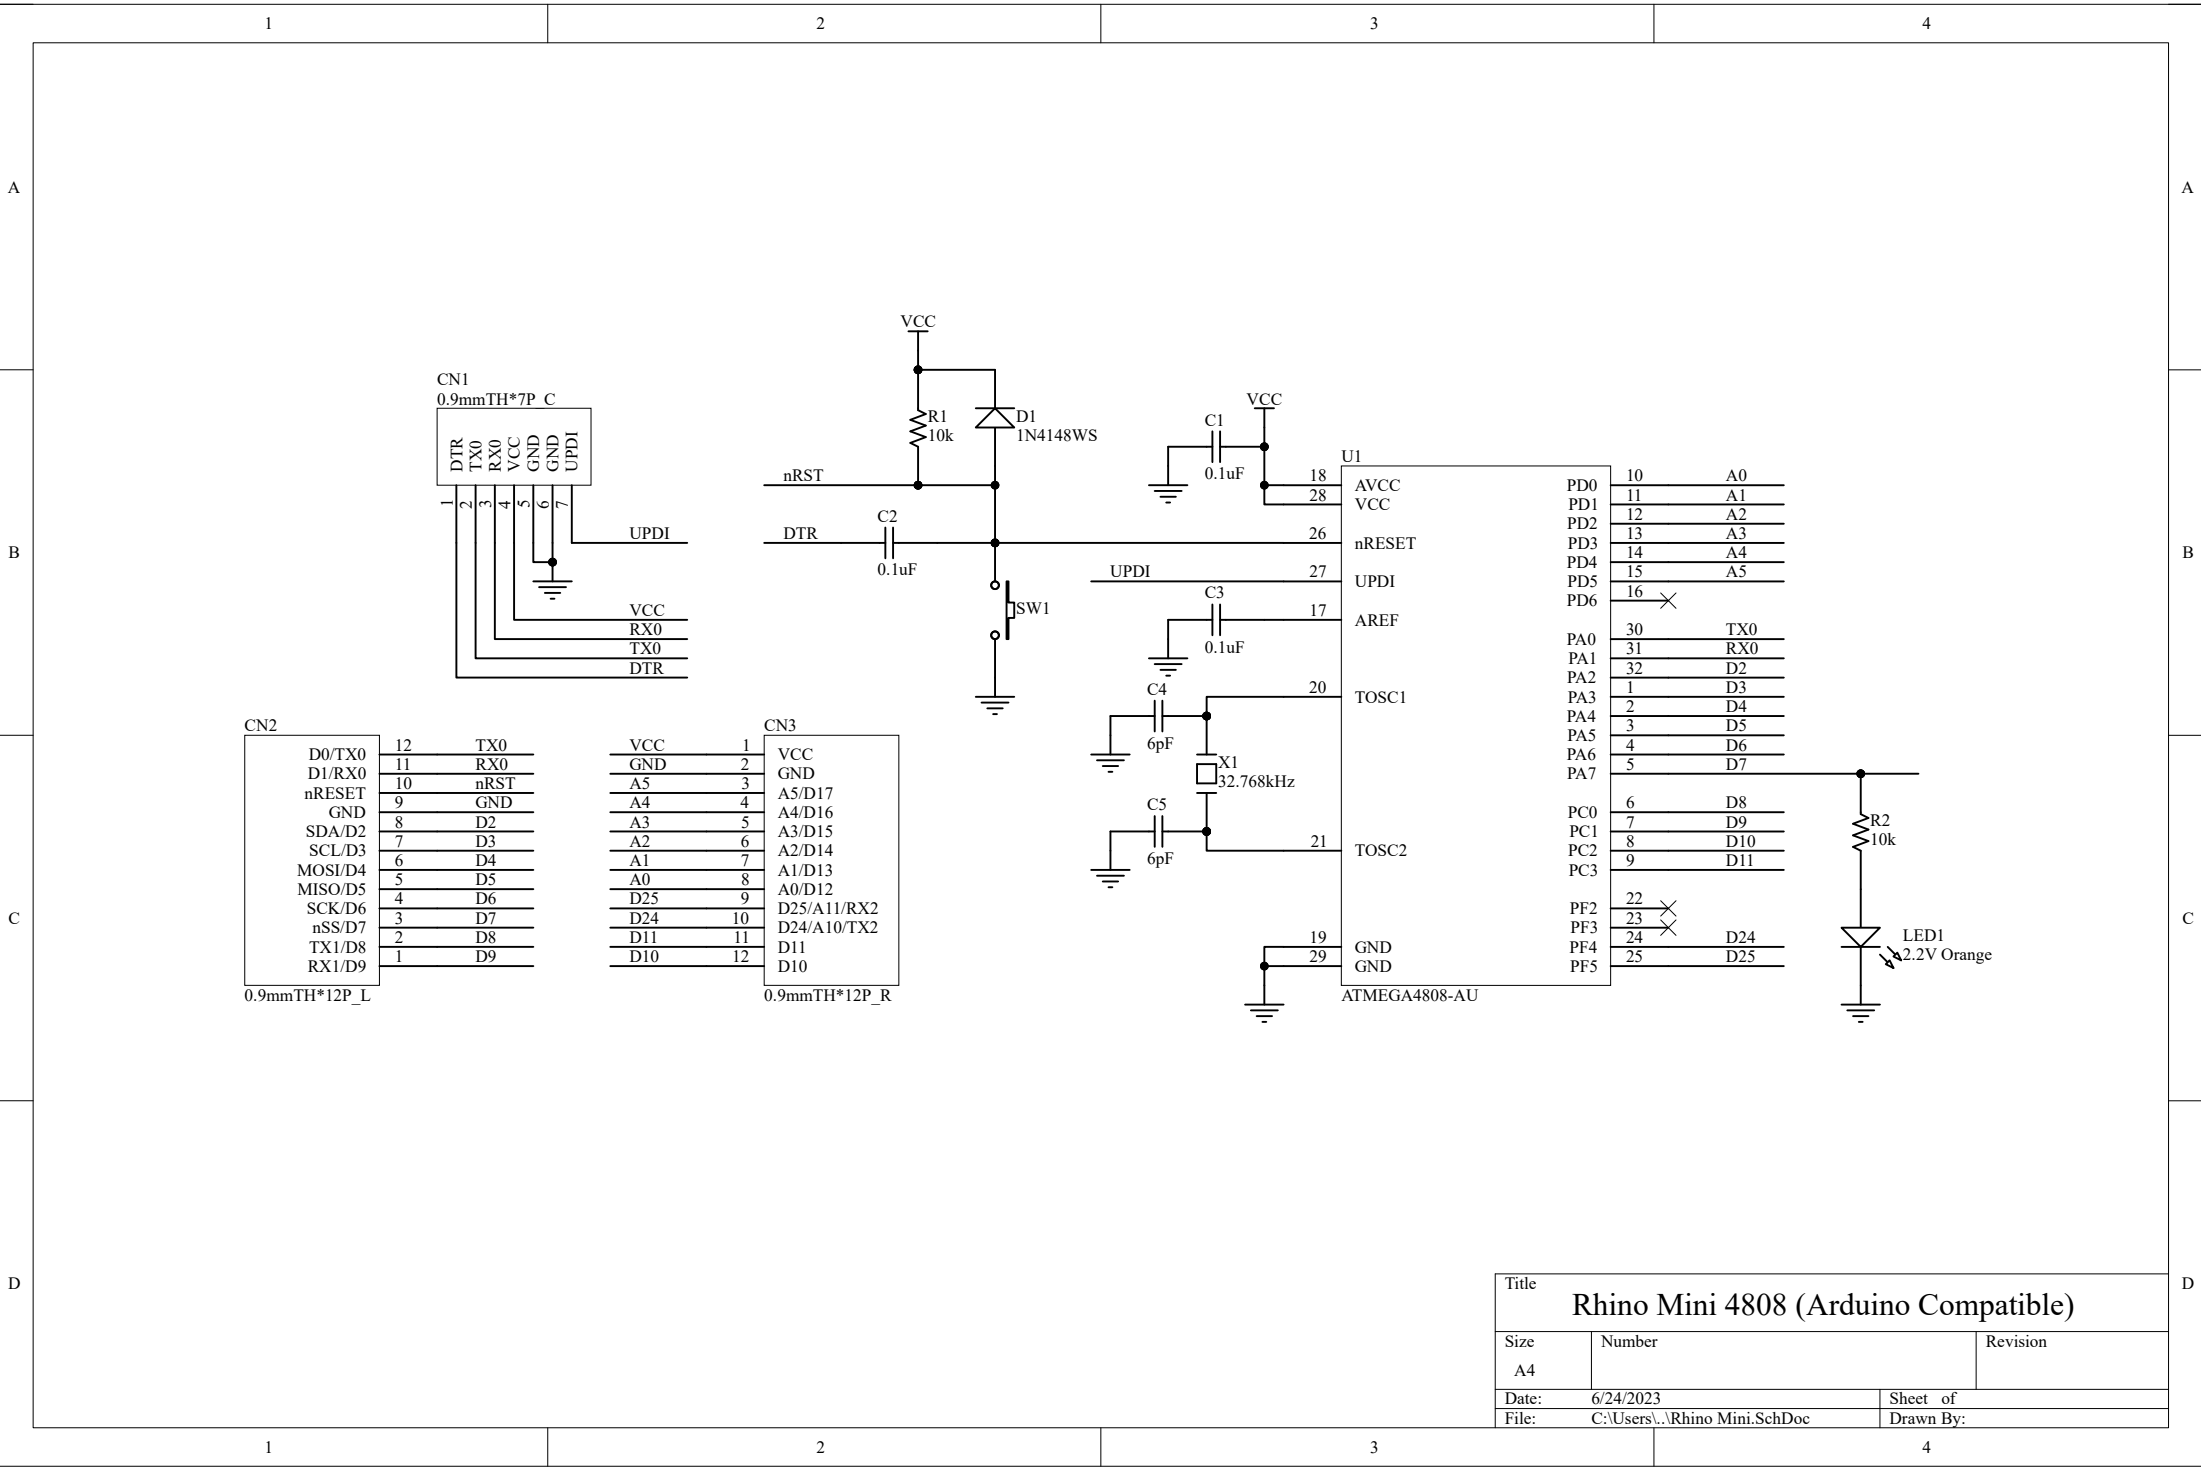 1 2 3 4
A A
B B
C C
D D
1 2 3 4
VCC
R1
10k
D1
1N4148WS
nRST
DTR
C2
0.1uF
SW1
CN1
0.9mmTH*7P_C
DTR
TX0
RX0
VCC
GND
GND
UPDI
1
2
3
4
5
6
7
UPDI
VCC
RX0
TX0
DTR
CN2
D0/TX0 12 TX0
D1/RX0 11 RX0
nRESET 10 nRST
GND 9 GND
SDA/D2 8 D2
SCL/D3 7 D3
MOSI/D4 6 D4
MISO/D5 5 D5
SCK/D6 4 D6
nSS/D7 3 D7
TX1/D8 2 D8
RX1/D9 1 D9
0.9mmTH*12P_L
CN3
VCC 1 VCC
GND 2 GND
A5 3 A5/D17
A4 4 A4/D16
A3 5 A3/D15
A2 6 A2/D14
A1 7 A1/D13
A0 8 A0/D12
D25 9 D25/A11/RX2
D24 10 D24/A10/TX2
D11 11 D11
D10 12 D10
0.9mmTH*12P_R
VCC
C1
0.1uF
UPDI
C3
0.1uF
C4
6pF
X1
32.768kHz
C5
6pF
U1
18 AVCC
28 VCC
26 nRESET
27 UPDI
17 AREF
20 TOSC1
21 TOSC2
19 GND
29 GND
PD0 10 A0
PD1 11 A1
PD2 12 A2
PD3 13 A3
PD4 14 A4
PD5 15 A5
PD6 16
PA0 30 TX0
PA1 31 RX0
PA2 32 D2
PA3 1 D3
PA4 2 D4
PA5 3 D5
PA6 4 D6
PA7 5 D7
PC0 6 D8
PC1 7 D9
PC2 8 D10
PC3 9 D11
PF2 22
PF3 23
PF4 24 D24
PF5 25 D25
ATMEGA4808-AU
R2
10k
LED1
2.2V Orange
Title
Rhino Mini 4808 (Arduino Compatible)
Size Number Revision
A4
Date: 6/24/2023 Sheet of
File: C:\Users\..\Rhino Mini.SchDoc Drawn By: